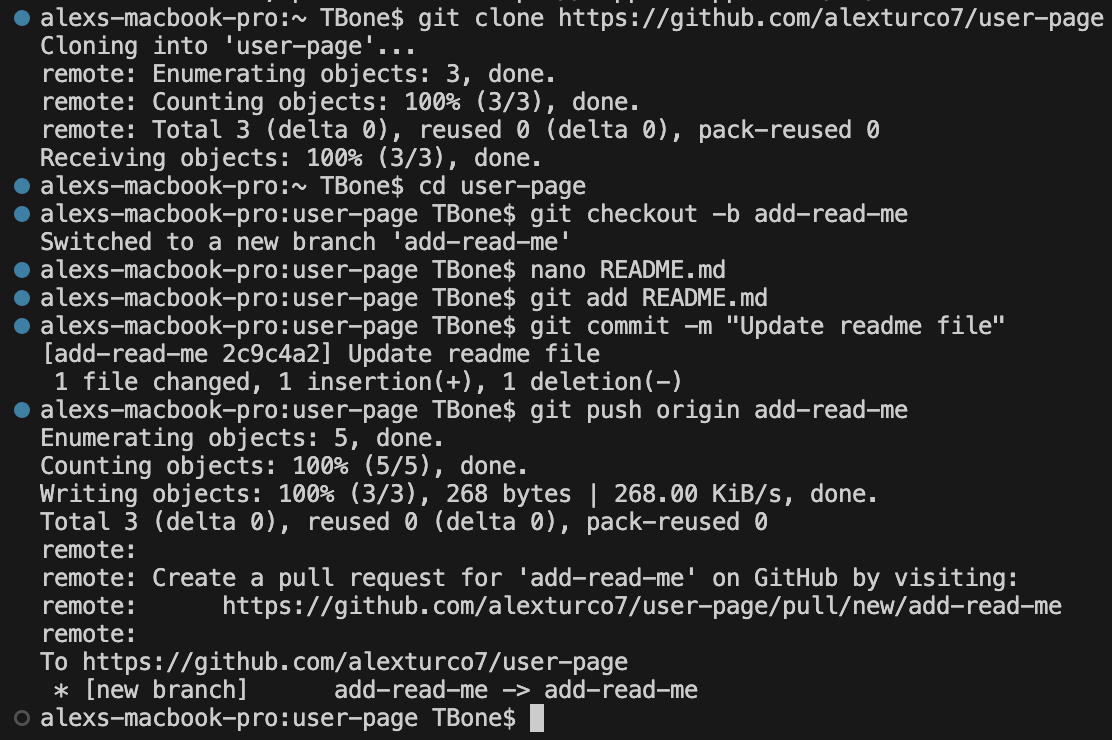 alexs-macbook-pro:~ TBone$ git clone https://github.com/alexturco7/user-page
Cloning into 'user-page'...
remote: Enumerating objects: 3, done.
remote: Counting objects: 100% (3/3), done.
remote: Total 3 (delta 0), reused 0 (delta 0), pack-reused 0
Receiving objects: 100% (3/3), done.
alexs-macbook-pro:~ TBone$ cd user-page
alexs-macbook-pro:user-page TBone$ git checkout -b add-read-me
Switched to a new branch 'add-read-me'
alexs-macbook-pro:user-page TBone$ nano README.md
alexs-macbook-pro:user-page TBone$ git add README.md
alexs-macbook-pro:user-page TBone$ git commit -m "Update readme file"
[add-read-me 2c9c4a2] Update readme file
 1 file changed, 1 insertion(+), 1 deletion(-)
alexs-macbook-pro:user-page TBone$ git push origin add-read-me
Enumerating objects: 5, done.
Counting objects: 100% (5/5), done.
Writing objects: 100% (3/3), 268 bytes | 268.00 KiB/s, done.
Total 3 (delta 0), reused 0 (delta 0), pack-reused 0
remote:
remote: Create a pull request for 'add-read-me' on GitHub by visiting:
remote:      https://github.com/alexturco7/user-page/pull/new/add-read-me
remote:
To https://github.com/alexturco7/user-page
 * [new branch]      add-read-me -> add-read-me
alexs-macbook-pro:user-page TBone$